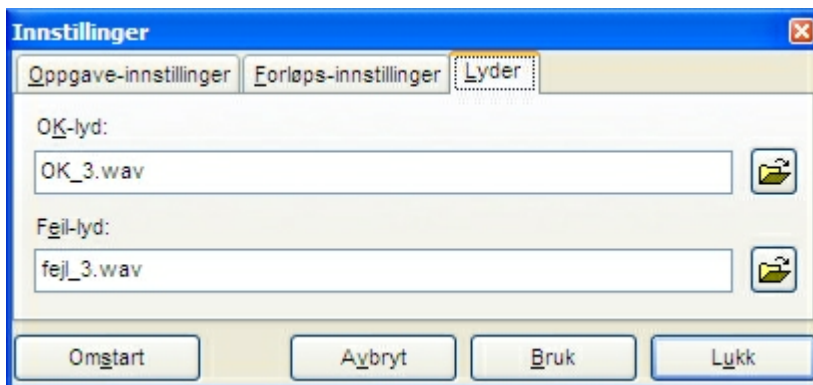 Innstillinger
Oppgave-innstillinger Forløps-innstillinger Lyder
OK-lyd:
OK_3.wav
Feil-lyd:
fejl_3.wav
Omstart Avbryt Bruk Lukk